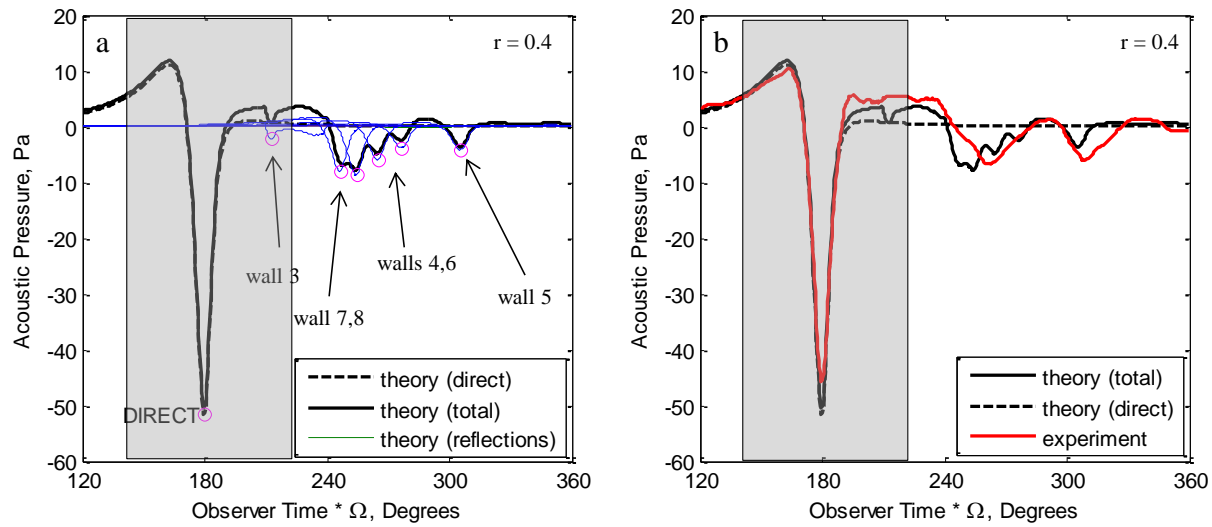 20
10
0
-10
-20
-30
-40
-50
-60
Acoustic Pressure, Pa
a
r = 0.4
wall 3
wall 7,8
walls 4,6
wall 5
DIRECT
theory (direct)
theory (total)
theory (reflections)
120 180 240 300 360
Observer Time * Ω, Degrees
20
10
0
-10
-20
-30
-40
-50
-60
Acoustic Pressure, Pa
b
r = 0.4
theory (total)
theory (direct)
experiment
120 180 240 300 360
Observer Time * Ω, Degrees